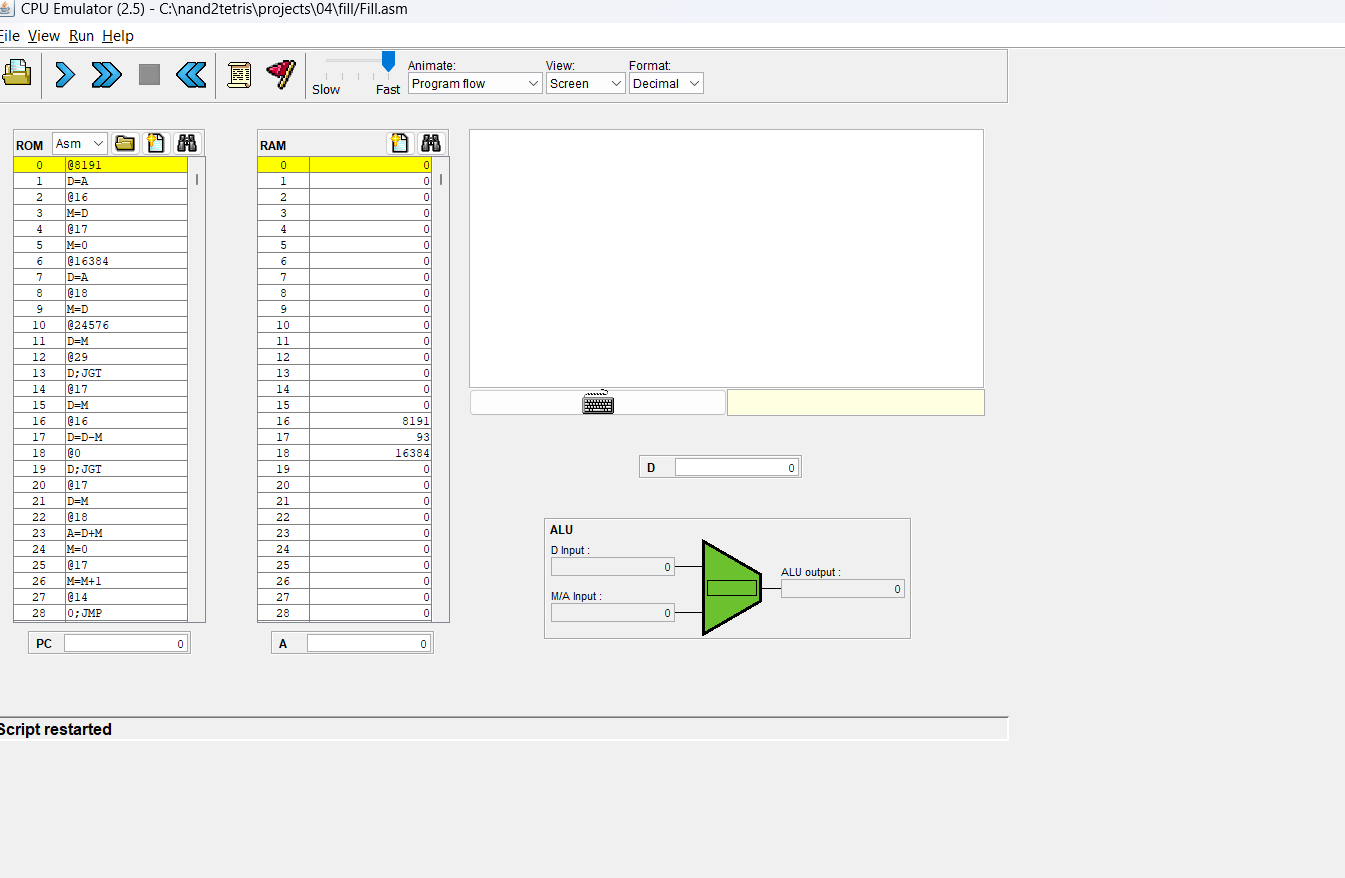 CPU Emulator (2.5) - C:\nand2tetris\projects\04\fill/Fill.asm
File View Run Help
Slow Fast
Animate: View: Format:
Program flow Screen Decimal
ROM Asm
0 @8191
1 D=A
2 @16
3 M=D
4 @17
5 M=0
6 @16384
7 D=A
8 @18
9 M=D
10 @24576
11 D=M
12 @29
13 D;JGT
14 @17
15 D=M
16 @16
17 D=D-M
18 @0
19 D;JGT
20 @17
21 D=M
22 @18
23 A=D+M
24 M=0
25 @17
26 M=M+1
27 @14
28 0;JMP
PC 0
RAM
0 0
1 0
2 0
3 0
4 0
5 0
6 0
7 0
8 0
9 0
10 0
11 0
12 0
13 0
14 0
15 0
16 8191
17 93
18 16384
19 0
20 0
21 0
22 0
23 0
24 0
25 0
26 0
27 0
28 0
A 0
D 0
ALU
D Input :
0
M/A Input :
0
ALU output :
0
Script restarted